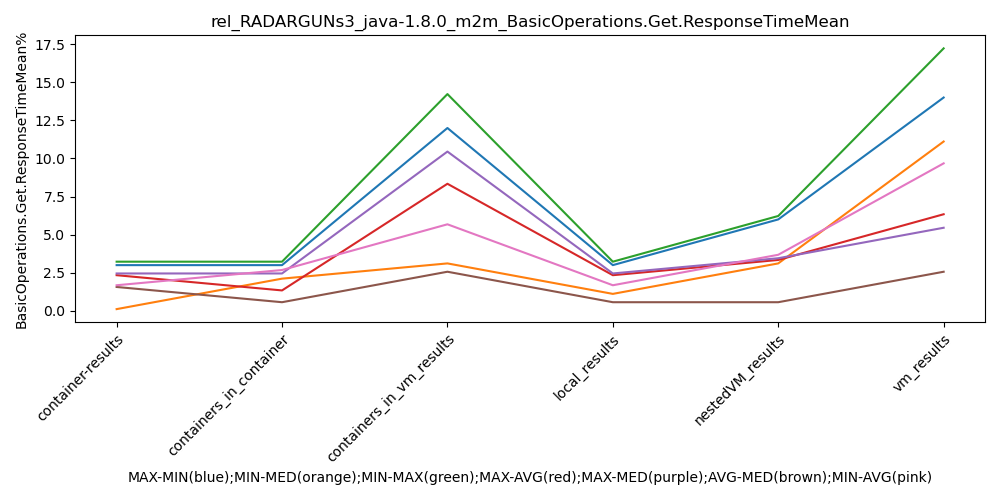 rel_RADARGUNs3_java-1.8.0_m2m_BasicOperations.Get.ResponseTimeMean
BasicOperations.Get.ResponseTimeMean%
17.5
15.0
12.5
10.0
7.5
5.0
2.5
0.0
container-results
containers_in_container
containers_in_vm_results
local_results
nestedVM_results
vm_results
MAX-MIN(blue);MIN-MED(orange);MIN-MAX(green);MAX-AVG(red);MAX-MED(purple);AVG-MED(brown);MIN-AVG(pink)